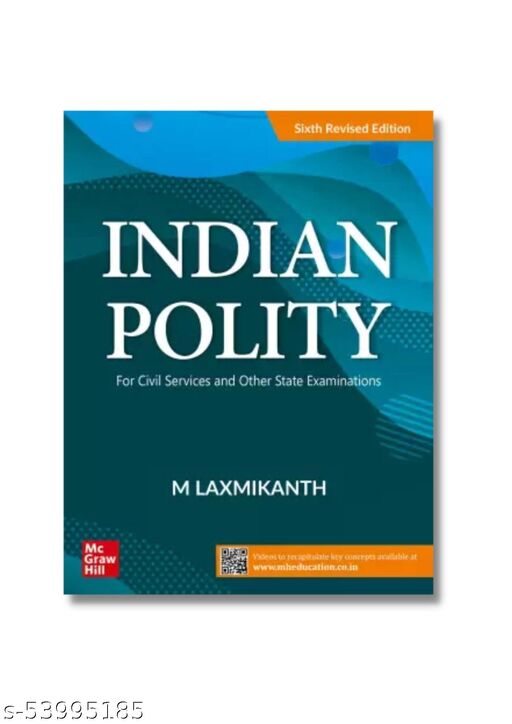 Sixth Revised Edition
INDIAN
POLITY
For Civil Services and Other State Examinations
M LAXMIKANTH
Mc
Graw
Hill
Videos to recapitulate key concepts available at
www.mheducation.co.in
s-53995185